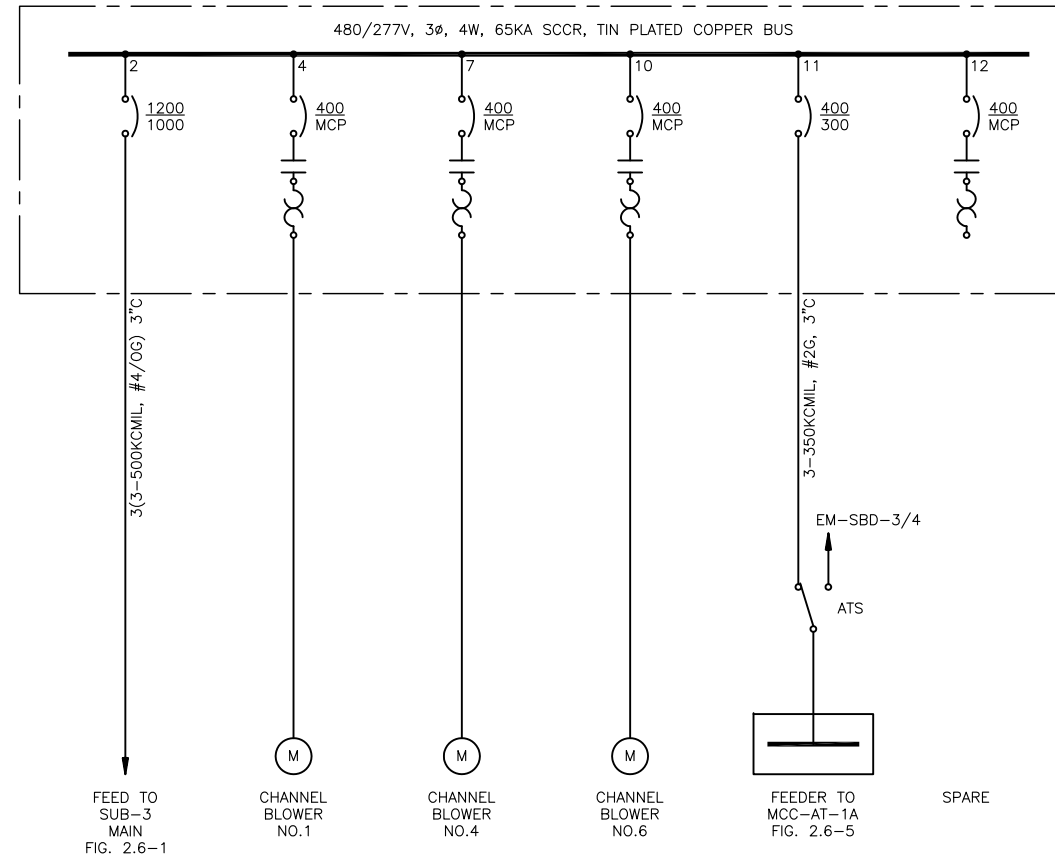 480/277V, 3ø, 4W, 65KA SCCR, TIN PLATED COPPER BUS
2
4
7
10
11
12
1200
1000
400
MCP
400
MCP
400
MCP
400
300
400
MCP
3(3-500KCMIL, #4/0G) 3"C
3-350KCMIL, #2G, 3"C
EM-SBD-3/4
ATS
M
M
M
FEED TO
SUB-3
MAIN
FIG. 2.6-1
CHANNEL
BLOWER
NO.1
CHANNEL
BLOWER
NO.4
CHANNEL
BLOWER
NO.6
FEEDER TO
MCC-AT-1A
FIG. 2.6-5
SPARE